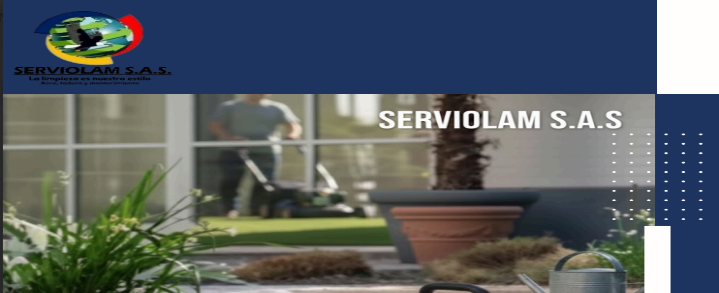 SERVIOLAM S.A.S.
La limpieza es nuestro estilo
SERVIOLAM S.A.S